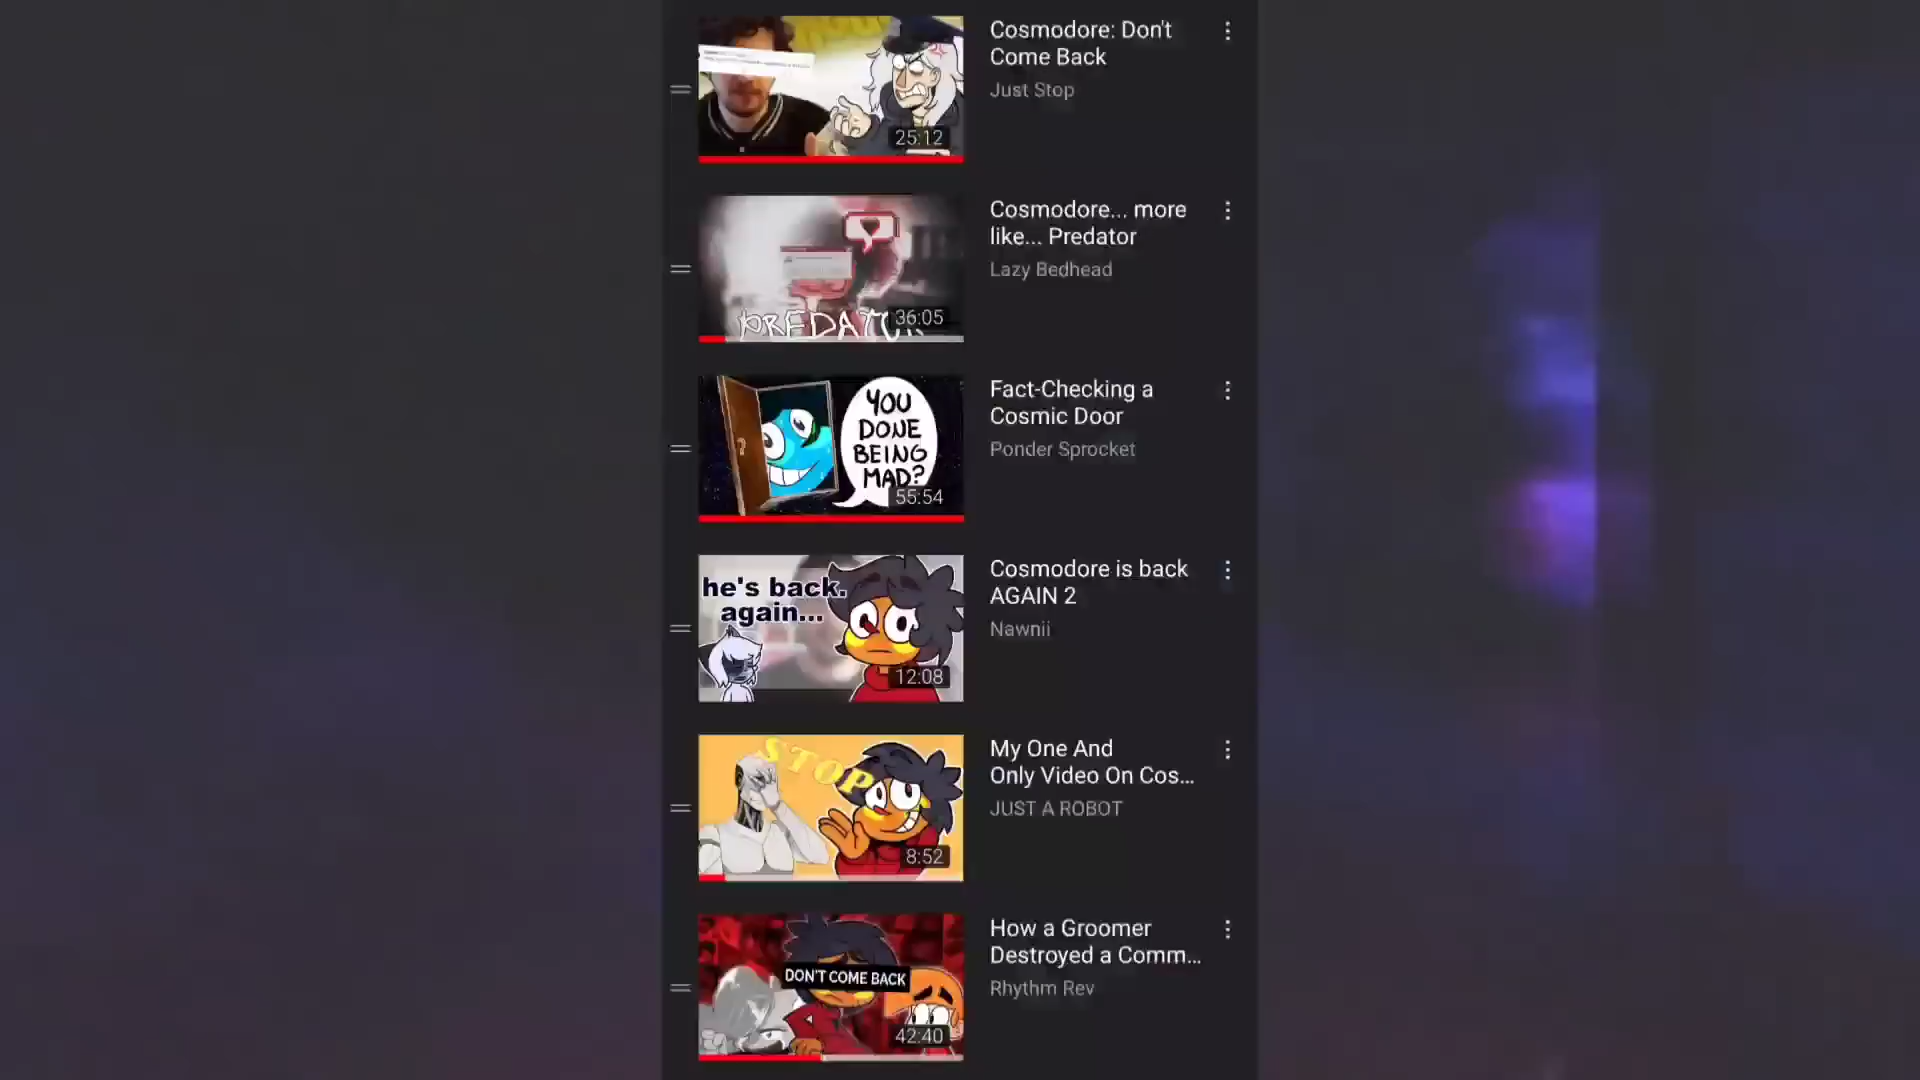 Cosmodore: Don't
Come Back
Just Stop
25:12
Cosmodore... more
like... Predator
Lazy Bedhead
36:05
Fact-Checking a
Cosmic Door
Ponder Sprocket
YOU
DONE
BEING
MAD?
55:54
Cosmodore is back
AGAIN 2
Nawnii
he's back.
again...
12:08
My One And
Only Video On Cos...
JUST A ROBOT
STOP
8:52
How a Groomer
Destroyed a Comm...
Rhythm Rev
DON'T COME BACK
42:40